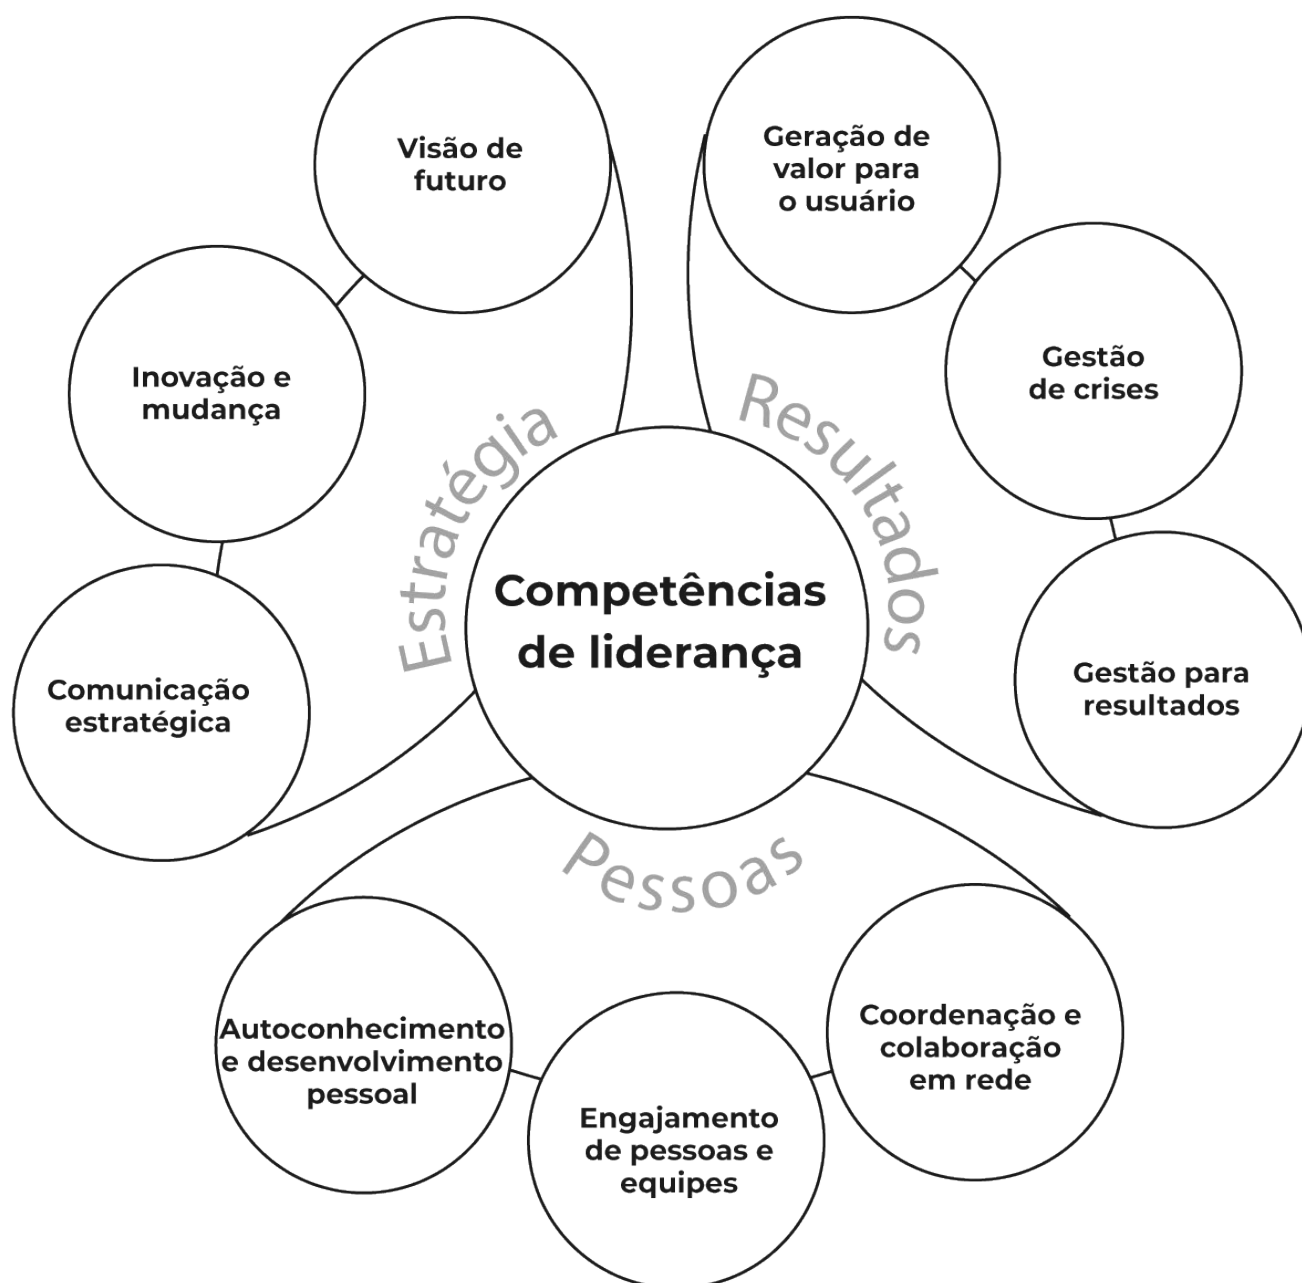 Visão de
futuro
Geração de
valor para
o usuário
Inovação e
mudança
Gestão
de crises
Estratégia
Resultados
Competências
de liderança
Comunicação
estratégica
Gestão para
resultados
Pessoas
Autoconhecimento
e desenvolvimento
pessoal
Engajamento
de pessoas e
equipes
Coordenação e
colaboração
em rede